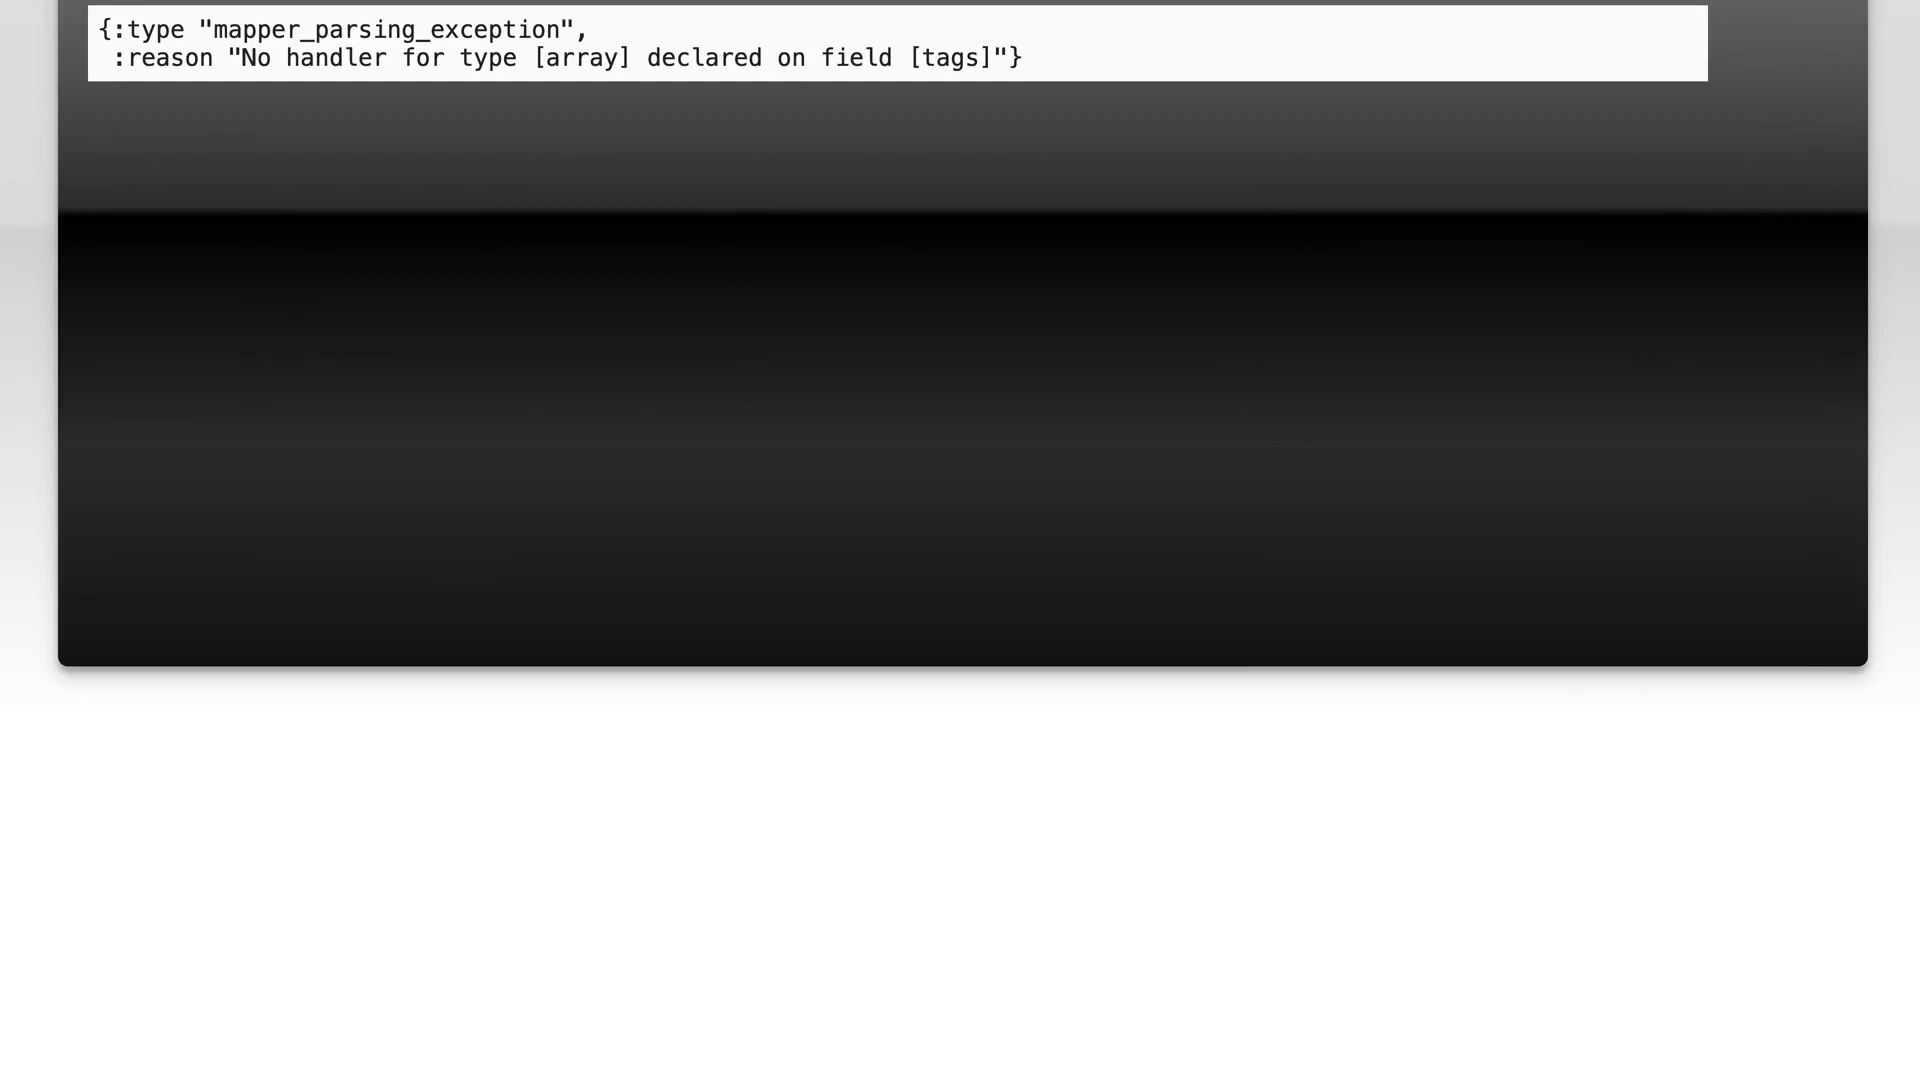 {:type "mapper_parsing_exception",
 :reason "No handler for type [array] declared on field [tags]"}